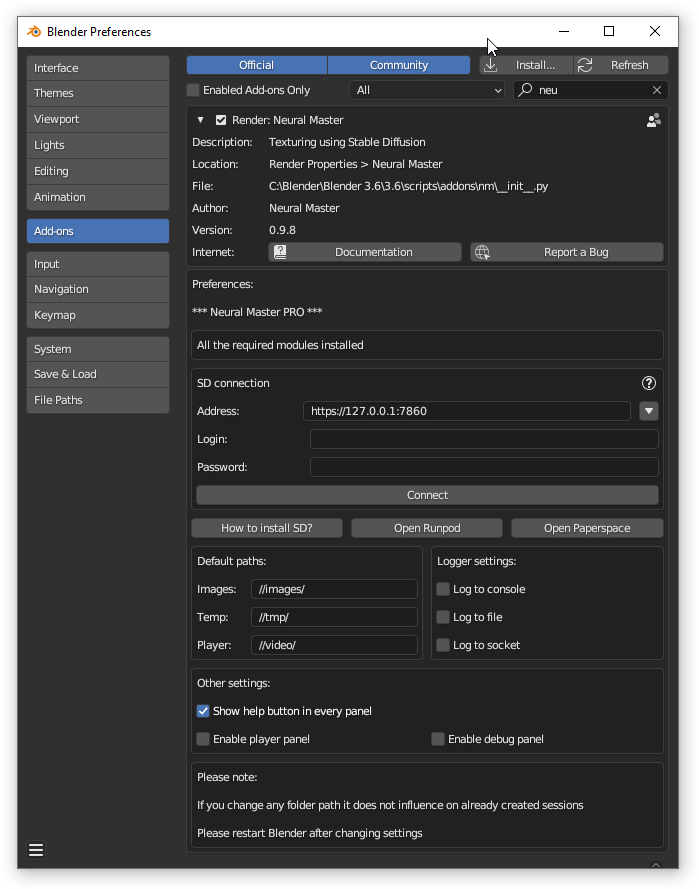 Blender Preferences
Interface
Themes
Viewport
Lights
Editing
Animation
Add-ons
Input
Navigation
Keymap
System
Save & Load
File Paths
Official Community Install... Refresh
Enabled Add-ons Only All neu
Render: Neural Master
Description: Texturing using Stable Diffusion
Location: Render Properties > Neural Master
File: C:\Blender\Blender 3.6\3.6\scripts\addons\nm\__init__.py
Author: Neural Master
Version: 0.9.8
Internet: Documentation Report a Bug
Preferences:
*** Neural Master PRO ***
All the required modules installed
SD connection
Address: https://127.0.0.1:7860
Login:
Password:
Connect
How to install SD? Open Runpod Open Paperspace
Default paths:
Images: //images/
Temp: //tmp/
Player: //video/
Logger settings:
Log to console
Log to file
Log to socket
Other settings:
Show help button in every panel
Enable player panel Enable debug panel
Please note:
If you change any folder path it does not influence on already created sessions
Please restart Blender after changing settings